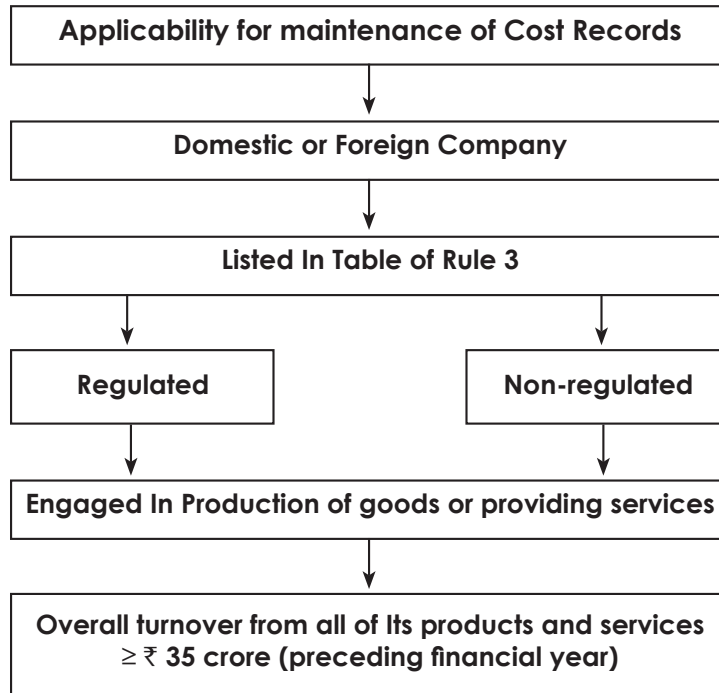 Applicability for maintenance of Cost Records
Domestic or Foreign Company
Listed In Table of Rule 3
Regulated
Non-regulated
Engaged In Production of goods or providing services
Overall turnover from all of Its products and services
≥ ₹ 35 crore (preceding financial year)